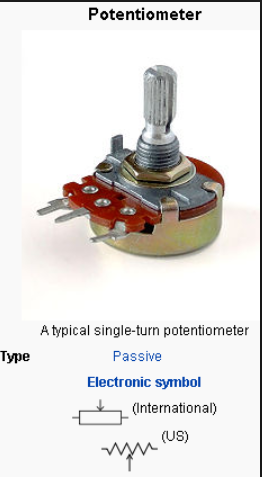 Potentiometer
A typical single-turn potentiometer
Type Passive
Electronic symbol
(International)
(US)